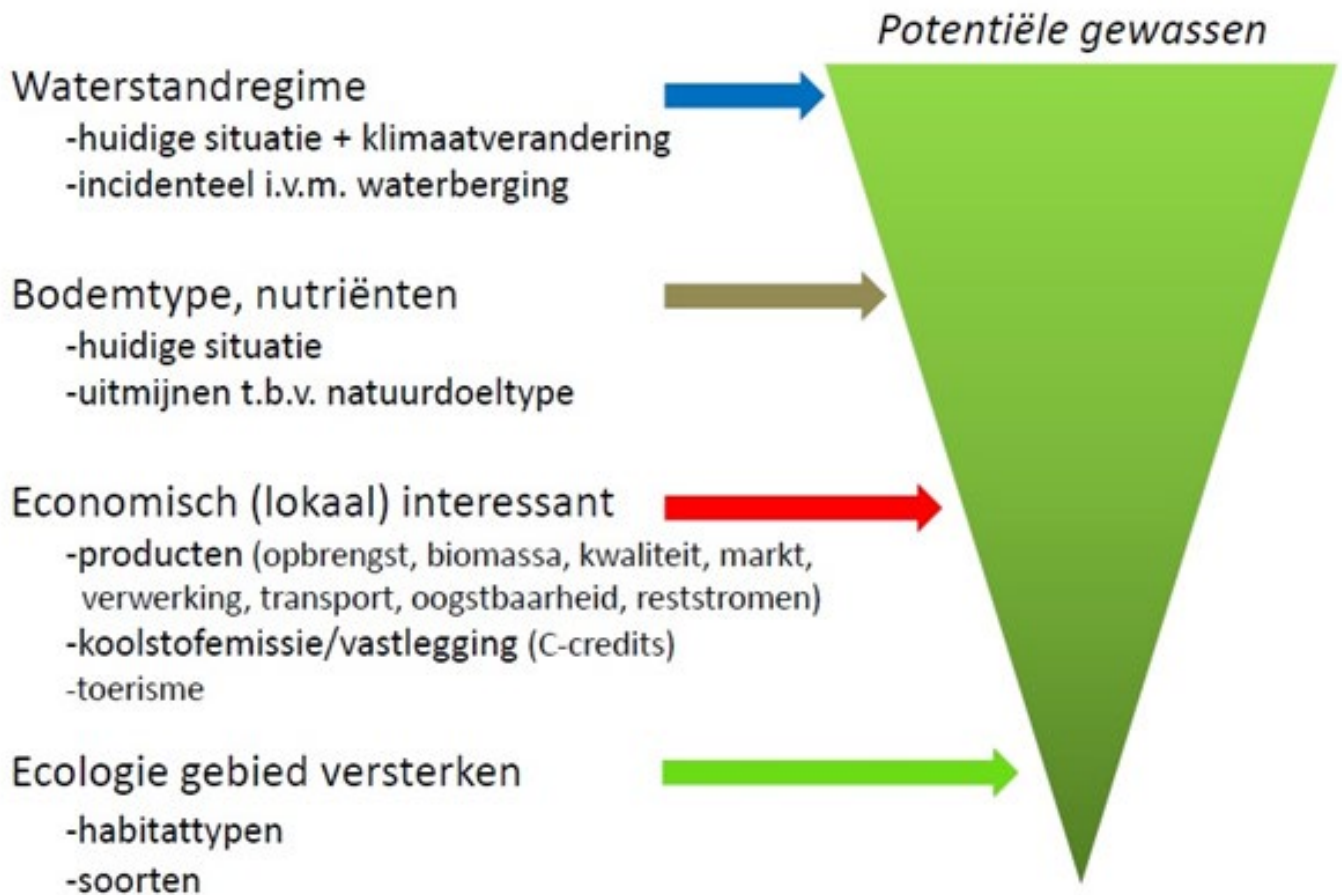 Potentiële gewassen
Waterstandregime
-huidige situatie + klimaatverandering
-incidenteel i.v.m. waterberging
Bodemtype, nutriënten
-huidige situatie
-uitmijnen t.b.v. natuurdoeltype
Economisch (lokaal) interessant
-producten (opbrengst, biomassa, kwaliteit, markt,
verwerking, transport, oogstbaarheid, reststromen)
-koolstofemissie/vastlegging (C-credits)
-toerisme
Ecologie gebied versterken
-habitattypen
-soorten